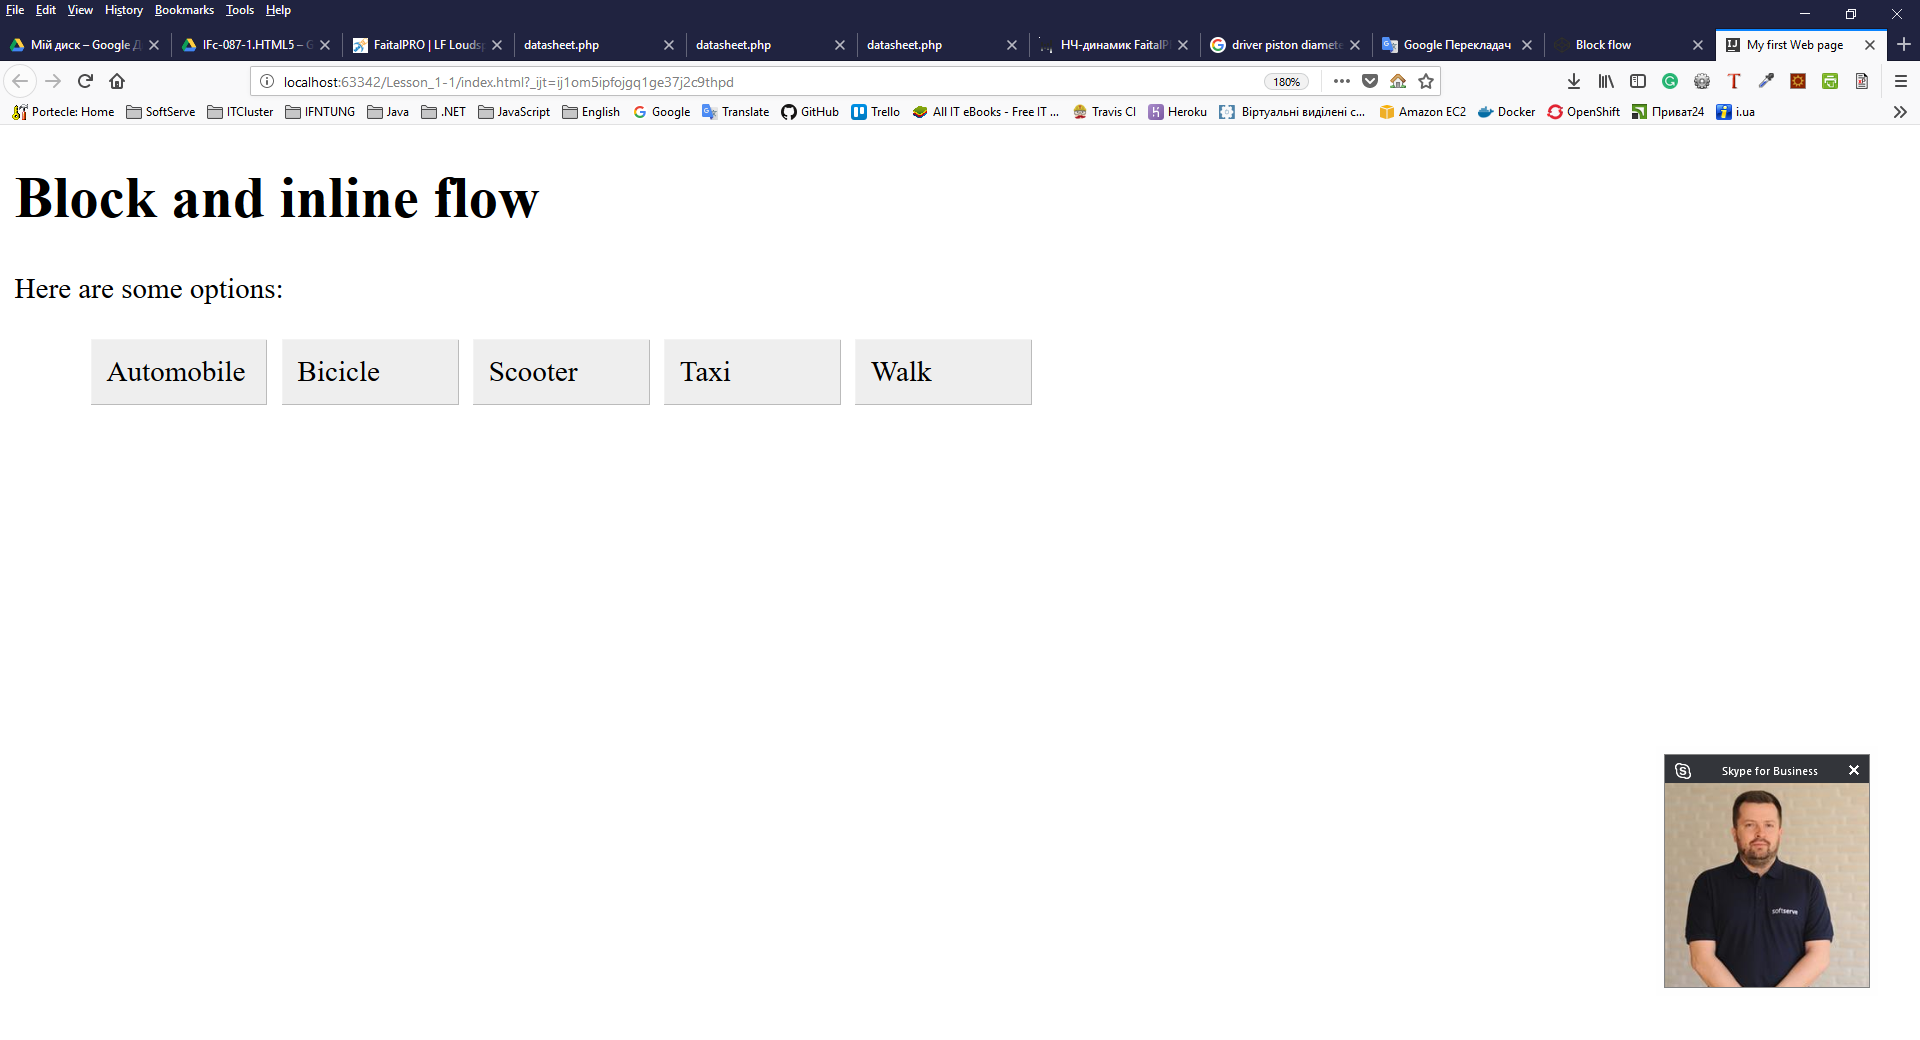 File Edit View History Bookmarks Tools Help
Мій диск – Google Д IFc-087-1.HTML5 – G FaitalPRO | LF Loudsp datasheet.php datasheet.php datasheet.php НЧ-динамик FaitalP driver piston diamete Google Перекладач Block flow My first Web page
localhost:63342/Lesson_1-1/index.html?_ijt=ij1om5ipfojgq1ge37j2c9thpd 180%
Portecle: Home SoftServe ITCluster IFNTUNG Java .NET JavaScript English Google Translate GitHub Trello All IT eBooks - Free IT ... Travis CI Heroku Віртуальні виділені с... Amazon EC2 Docker OpenShift Приват24 i.ua
Block and inline flow
Here are some options:
Automobile Bicicle Scooter Taxi Walk
Skype for Business
softserve